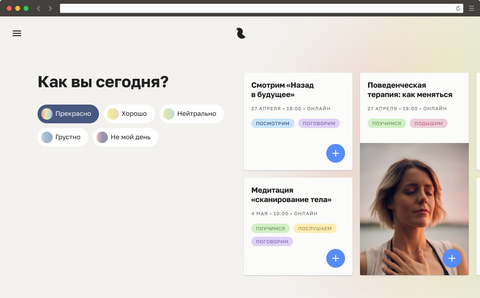 Как вы сегодня?
Прекрасно
Хорошо
Нейтрально
Грустно
Не мой день
Смотрим «Назад
в будущее»
27 АПРЕЛЯ • 19:00 • ОНЛАЙН
ПОСМОТРИМ
ПОГОВОРИМ
Медитация
«сканирование тела»
4 МАЯ • 10:00 • ОНЛАЙН
ПОУЧИМСЯ
ПОСЛУШАЕМ
ПОГОВОРИМ
Поведенческая
терапия: как меняться
27 АПРЕЛЯ • 19:00 • ОНЛАЙН
ПОУЧИМСЯ
ПОДЫШИМ